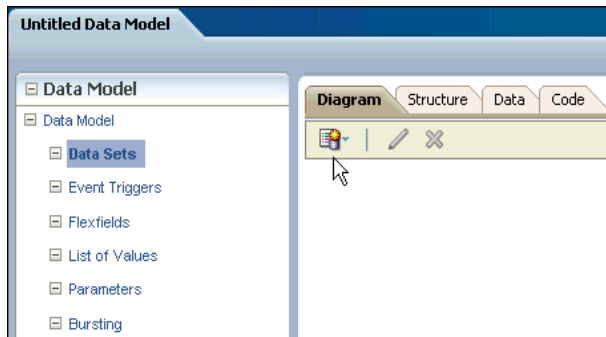 Untitled Data Model
Data Model
Data Model
Data Sets
Event Triggers
Flexfields
List of Values
Parameters
Bursting
Diagram Structure Data Code